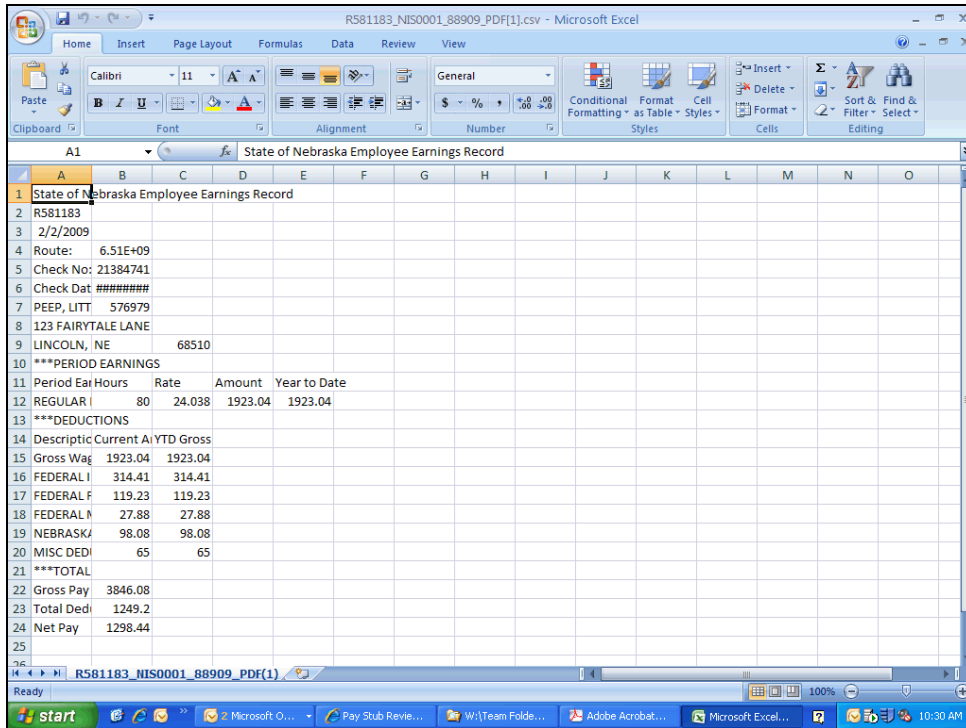 R581183_NIS0001_88909_PDF[1].csv - Microsoft Excel
Home Insert Page Layout Formulas Data Review View
Paste
Calibri 11 A A
B I U A
General
$ % , .0 .00 .00 .0
Conditional Formatting Format as Table Cell Styles
Insert
Delete
Format
Σ
Sort & Filter Find & Select
Clipboard Font Alignment Number Styles Cells Editing
A1 fx State of Nebraska Employee Earnings Record
A B C D E F G H I J K L M N O
1 State of Nebraska Employee Earnings Record
2 R581183
3 2/2/2009
4 Route: 6.51E+09
5 Check No: 21384741
6 Check Dat ########
7 PEEP, LITT 576979
8 123 FAIRYTALE LANE
9 LINCOLN, NE 68510
10 ***PERIOD EARNINGS
11 Period Ear Hours Rate Amount Year to Date
12 REGULAR 80 24.038 1923.04 1923.04
13 ***DEDUCTIONS
14 Descriptic Current A YTD Gross
15 Gross Wag 1923.04 1923.04
16 FEDERAL I 314.41 314.41
17 FEDERAL F 119.23 119.23
18 FEDERAL M 27.88 27.88
19 NEBRASKA 98.08 98.08
20 MISC DEDU 65 65
21 ***TOTAL
22 Gross Pay 3846.08
23 Total Dedu 1249.2
24 Net Pay 1298.44
25
26
R581183_NIS0001_88909_PDF(1)
Ready 100%
start 2 Microsoft O... Pay Stub Revie... W:\Team Folde... Adobe Acrobat... Microsoft Excel... 10:30 AM